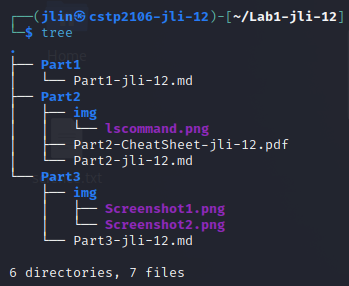 ┌──(jlin㉿cstp2106-jli-12)-[~/Lab1-jli-12]
└─$ tree
.
├── Part1
│   └── Part1-jli-12.md
├── Part2
│   ├── img
│   │   └── lscommand.png
│   ├── Part2-CheatSheet-jli-12.pdf
│   └── Part2-jli-12.md
└── Part3
    ├── img
    │   ├── Screenshot1.png
    │   └── Screenshot2.png
    └── Part3-jli-12.md

6 directories, 7 files